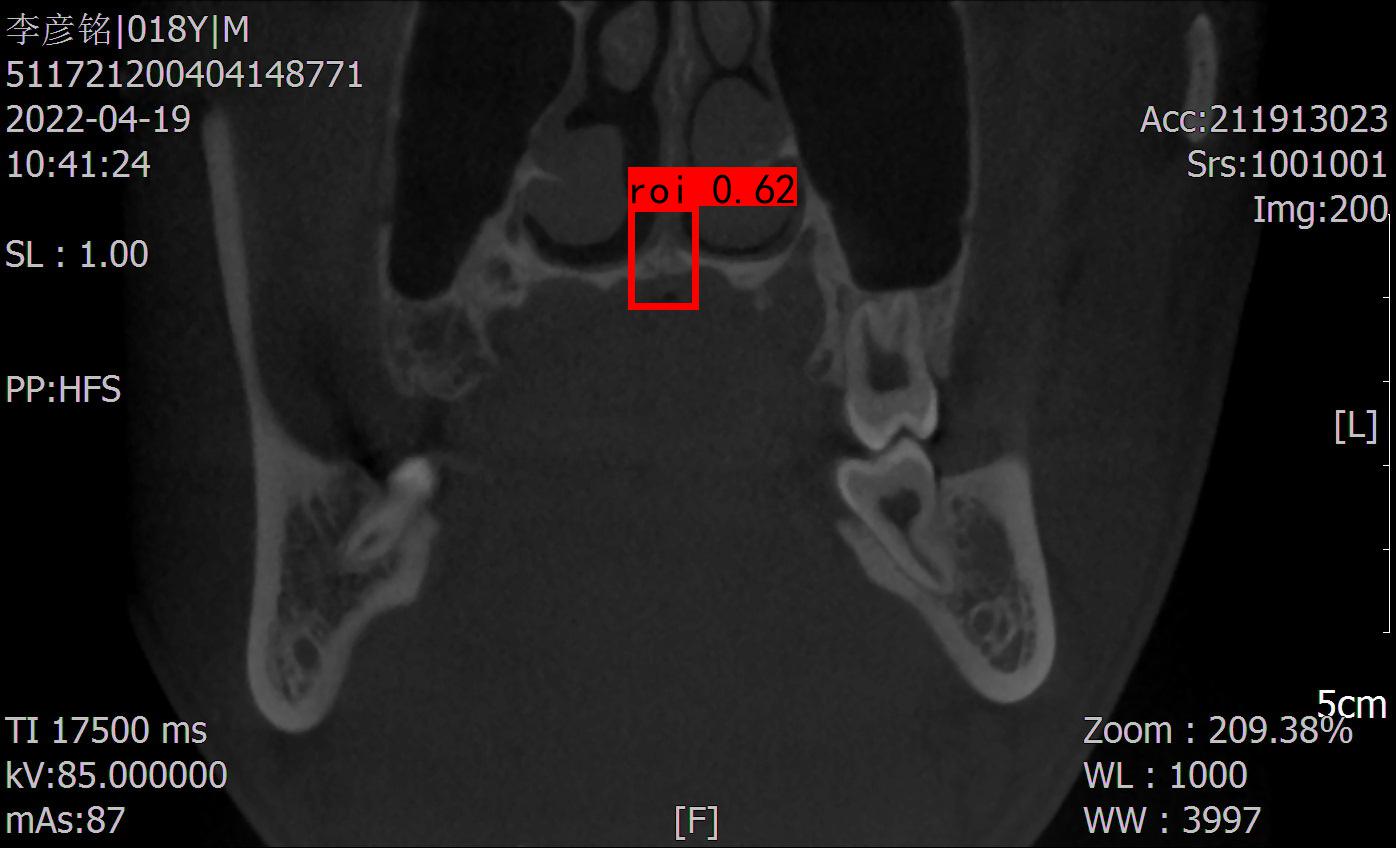 李彦铭|018Y|M
511721200404148771
2022-04-19
10:41:24
Acc:211913023
Srs:1001001
Img:200
roi 0.62
SL : 1.00
PP:HFS
[L]
5cm
TI 17500 ms
kV:85.000000
mAs:87
[F]
Zoom : 209.38%
WL : 1000
WW : 3997